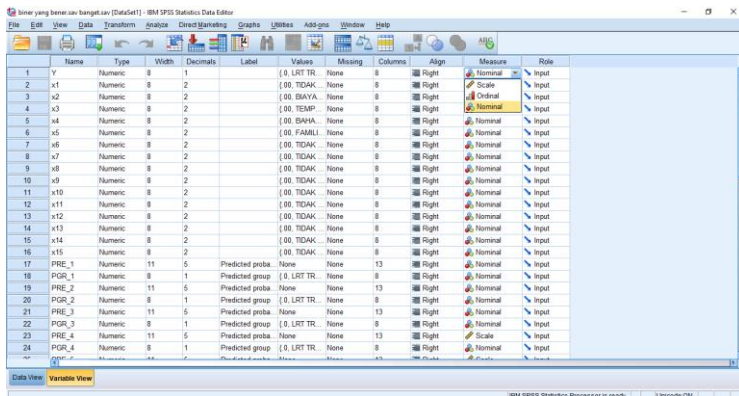 biner yeng bener.sav banget.sav [DataSet1] - IBM SPSS Statistics Data Editor
File Edit View Data Transform Analyze Direct Marketing Graphs Utilities Add-ons Window Help
Name Type Width Decimals Label Values Missing Columns Align Measure Role
1 Y Numeric 8 1 {.0, LRT TR... None 8 Right Nominal Input
2 x1 Numeric 8 2 {.00, TIDAK ... None 8 Right Scale Input
3 x2 Numeric 8 2 {.00, BIAYA... None 8 Right Ordinal Input
4 x3 Numeric 8 2 {.00, TEMP... None 8 Right Nominal Input
5 x4 Numeric 8 2 {.00, BAHA... None 8 Right Nominal Input
6 x5 Numeric 8 2 {.00, FAMILI... None 8 Right Nominal Input
7 x6 Numeric 8 2 {.00, TIDAK ... None 8 Right Nominal Input
8 x7 Numeric 8 2 {.00, TIDAK ... None 8 Right Nominal Input
9 x8 Numeric 8 2 {.00, TIDAK ... None 8 Right Nominal Input
10 x9 Numeric 8 2 {.00, TIDAK ... None 8 Right Nominal Input
11 x10 Numeric 8 2 {.00, TIDAK ... None 8 Right Nominal Input
12 x11 Numeric 8 2 {.00, TIDAK ... None 8 Right Nominal Input
13 x12 Numeric 8 2 {.00, TIDAK ... None 8 Right Nominal Input
14 x13 Numeric 8 2 {.00, TIDAK ... None 8 Right Nominal Input
15 x14 Numeric 8 2 {.00, TIDAK ... None 8 Right Nominal Input
16 x15 Numeric 8 2 {.00, TIDAK ... None 8 Right Nominal Input
17 PRE_1 Numeric 11 5 Predicted proba... None None 13 Right Nominal Input
18 PGR_1 Numeric 8 1 Predicted group {.0, LRT TR... None 8 Right Nominal Input
19 PRE_2 Numeric 11 5 Predicted proba... None None 13 Right Nominal Input
20 PGR_2 Numeric 8 1 Predicted group {.0, LRT TR... None 8 Right Nominal Input
21 PRE_3 Numeric 11 5 Predicted proba... None None 13 Right Nominal Input
22 PGR_3 Numeric 8 1 Predicted group {.0, LRT TR... None 8 Right Nominal Input
23 PRE_4 Numeric 11 5 Predicted proba... None None 13 Right Scale Input
24 PGR_4 Numeric 8 1 Predicted group {.0, LRT TR... None 8 Right Nominal Input
Data View Variable View
IBM SPSS Statistics Processor is ready Unicode:ON